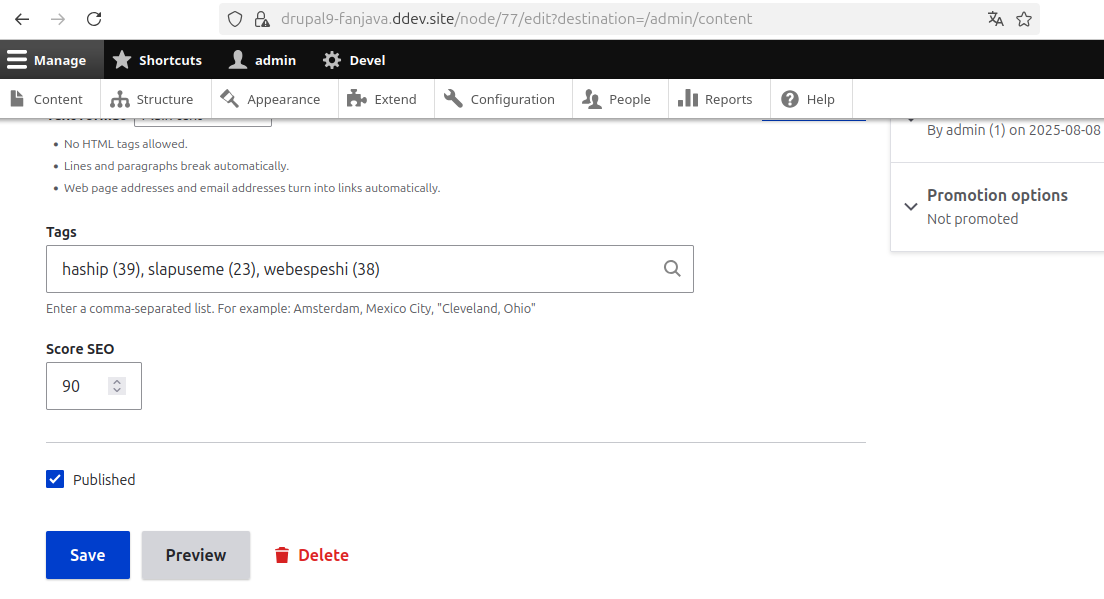 drupal9-fanjava.ddev.site/node/77/edit?destination=/admin/content
Manage Shortcuts admin Devel
Content Structure Appearance Extend Configuration People Reports Help
By admin (1) on 2025-08-08
No HTML tags allowed.
Lines and paragraphs break automatically.
Web page addresses and email addresses turn into links automatically.
Promotion options
Not promoted
Tags
haship (39), slapuseme (23), webespeshi (38)
Enter a comma-separated list. For example: Amsterdam, Mexico City, "Cleveland, Ohio"
Score SEO
90
Published
Save Preview Delete